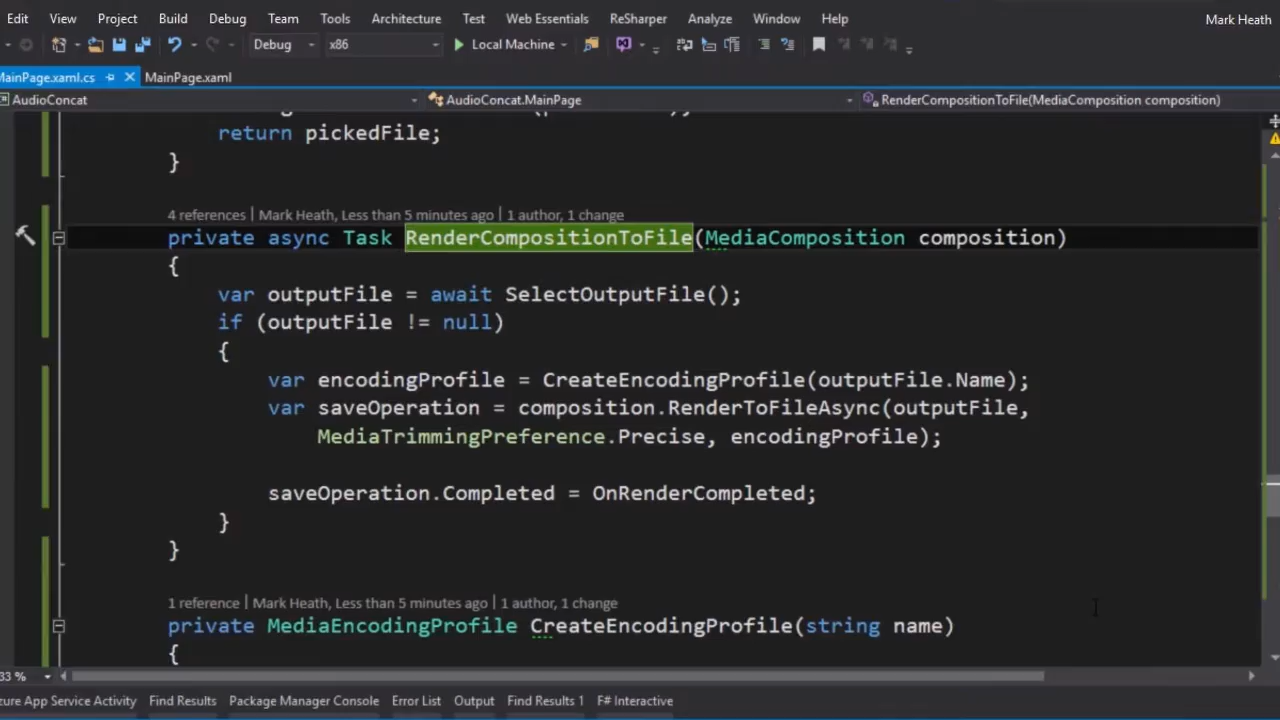 Edit View Project Build Debug Team Tools Architecture Test Web Essentials ReSharper Analyze Window Help Mark Heath
Debug x86 Local Machine
MainPage.xaml.cs MainPage.xaml
AudioConcat AudioConcat.MainPage RenderCompositionToFile(MediaComposition composition)
return pickedFile;
}
4 references | Mark Heath, Less than 5 minutes ago | 1 author, 1 change
private async Task RenderCompositionToFile(MediaComposition composition)
{
var outputFile = await SelectOutputFile();
if (outputFile != null)
{
var encodingProfile = CreateEncodingProfile(outputFile.Name);
var saveOperation = composition.RenderToFileAsync(outputFile,
MediaTrimmingPreference.Precise, encodingProfile);
saveOperation.Completed = OnRenderCompleted;
}
}
1 reference | Mark Heath, Less than 5 minutes ago | 1 author, 1 change
private MediaEncodingProfile CreateEncodingProfile(string name)
{
33 %
zure App Service Activity Find Results Package Manager Console Error List Output Find Results 1 F# Interactive